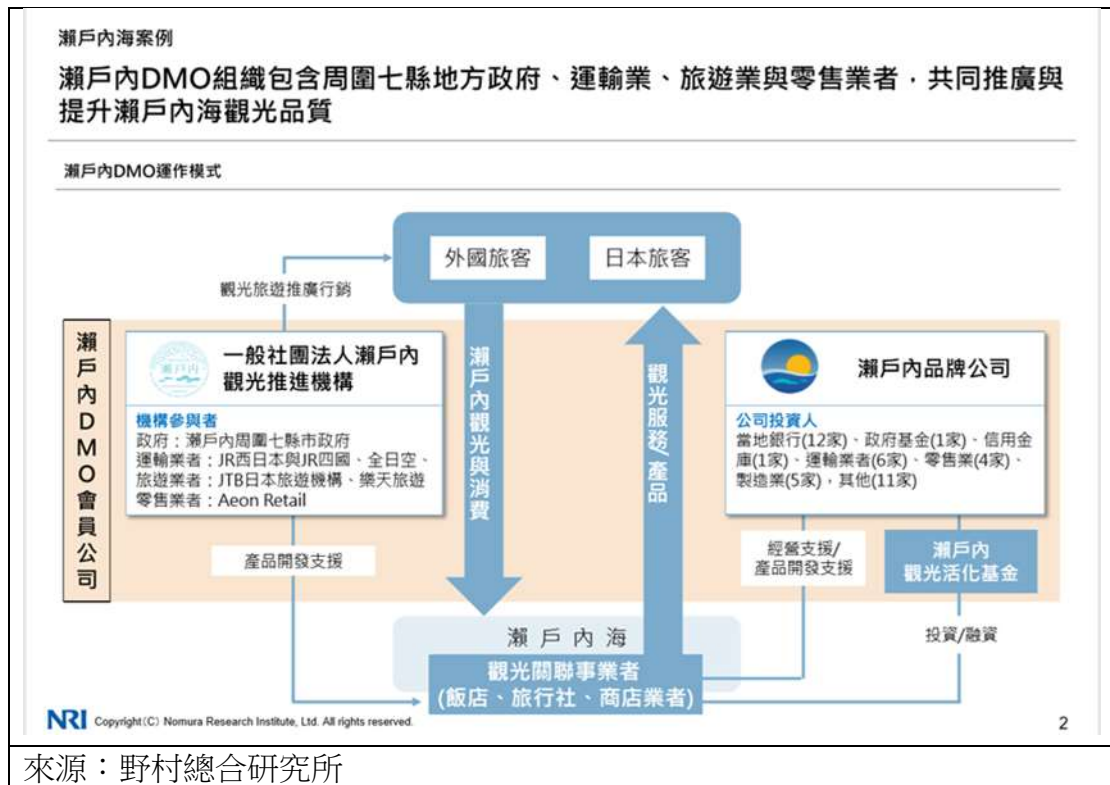 瀨戶內海案例
瀨戶內DMO組織包含周圍七縣地方政府、運輸業、旅遊業與零售業者，共同推廣與
提升瀨戶內海觀光品質
瀨戶內DMO運作模式
外國旅客
日本旅客
觀光旅遊推廣行銷
瀨戶內DMO會員公司
瀨戶內
一般社團法人瀨戶內
觀光推進機構
機構參與者
政府：瀨戶內周圍七縣市政府
運輸業者：JR西日本與JR四國、全日空、
旅遊業者：JTB日本旅遊機構、樂天旅遊
零售業者：Aeon Retail
瀨戶內觀光與消費
觀光服務/產品
瀨戶內品牌公司
公司投資人
當地銀行(12家)、政府基金(1家)、信用金
庫(1家)、運輸業者(6家)、零售業(4家)、
製造業(5家)，其他(11家)
產品開發支援
經營支援/
產品開發支援
瀨戶內
觀光活化基金
投資/融資
瀨戶內海
觀光關聯事業者
(飯店、旅行社、商店業者)
NRI Copyright(C) Nomura Research Institute, Ltd. All rights reserved.
2
來源：野村總合研究所